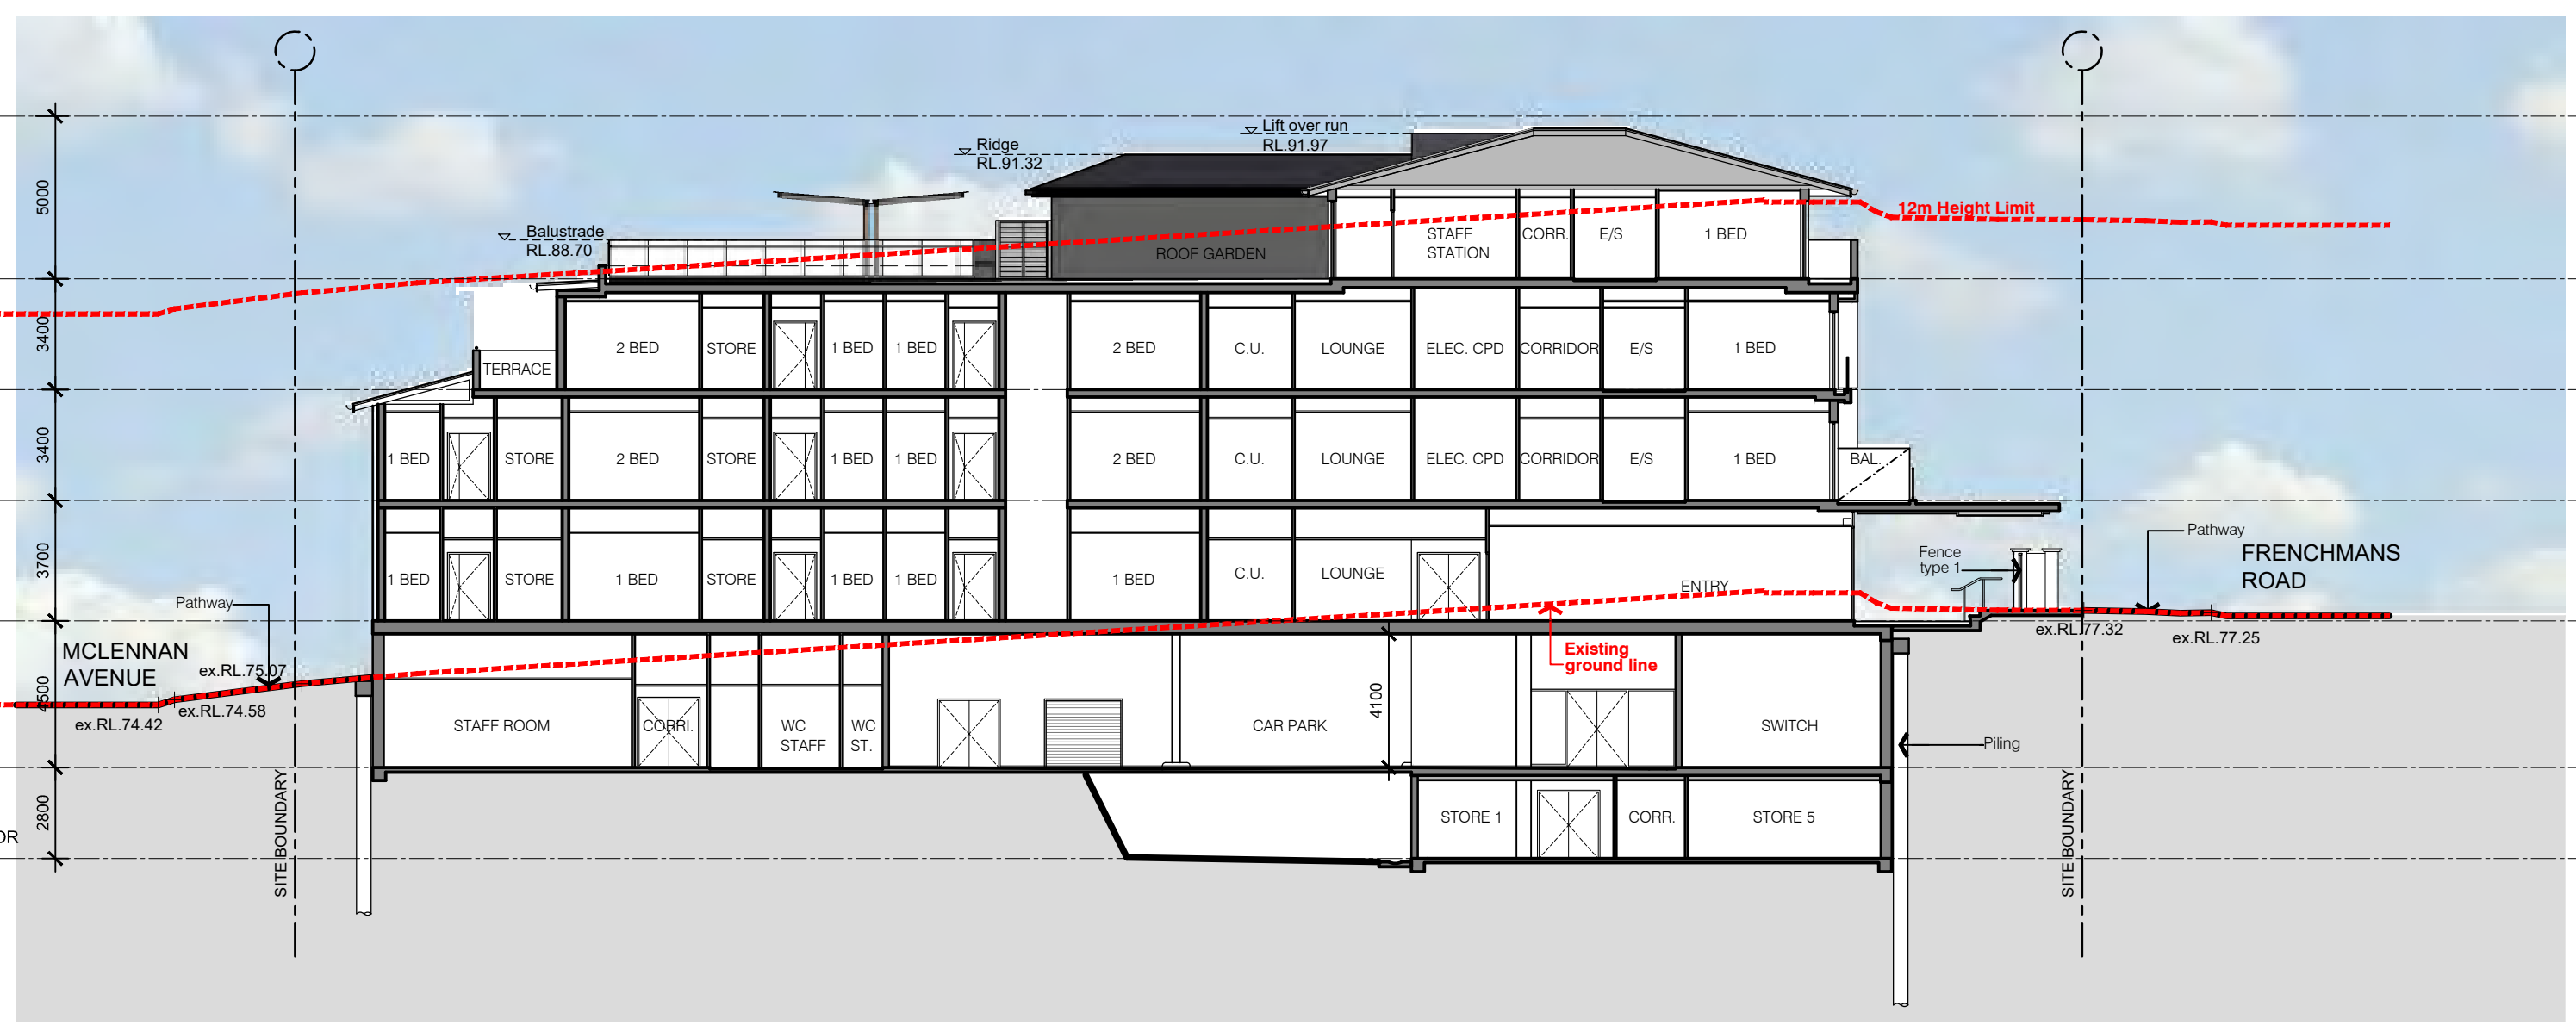 Lift over run
RL.91.97
Ridge
RL.91.32
5000
12m Height Limit
Balustrade
RL.88.70
ROOF GARDEN
STAFF
STATION
CORR.
E/S
1 BED
3400
TERRACE
2 BED
STORE
1 BED
1 BED
2 BED
C.U.
LOUNGE
ELEC. CPD
CORRIDOR
E/S
1 BED
3400
1 BED
STORE
2 BED
STORE
1 BED
1 BED
2 BED
C.U.
LOUNGE
ELEC. CPD
CORRIDOR
E/S
1 BED
BAL.
3700
1 BED
STORE
1 BED
STORE
1 BED
1 BED
1 BED
C.U.
LOUNGE
ENTRY
Fence
type 1
Pathway
FRENCHMANS
ROAD
Pathway
MCLENNAN
AVENUE
ex.RL.75.07
ex.RL.74.58
ex.RL.74.42
ex.RL.77.32
ex.RL.77.25
Existing
ground line
4500
4100
STAFF ROOM
CORRI.
WC
STAFF
WC
ST.
CAR PARK
SWITCH
Piling
2800
OR
SITE BOUNDARY
STORE 1
CORR.
STORE 5
SITE BOUNDARY